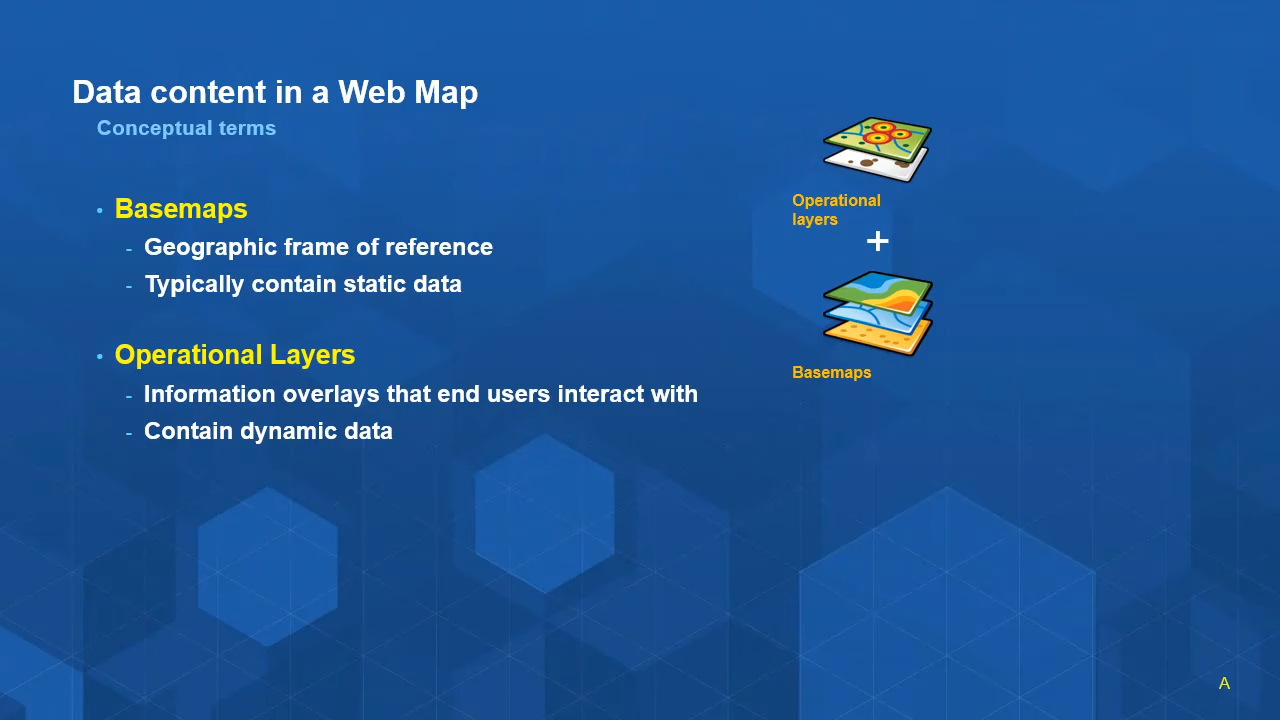 Data content in a Web Map
Conceptual terms
• Basemaps
- Geographic frame of reference
- Typically contain static data
• Operational Layers
- Information overlays that end users interact with
- Contain dynamic data
Operational
layers
+
Basemaps
A